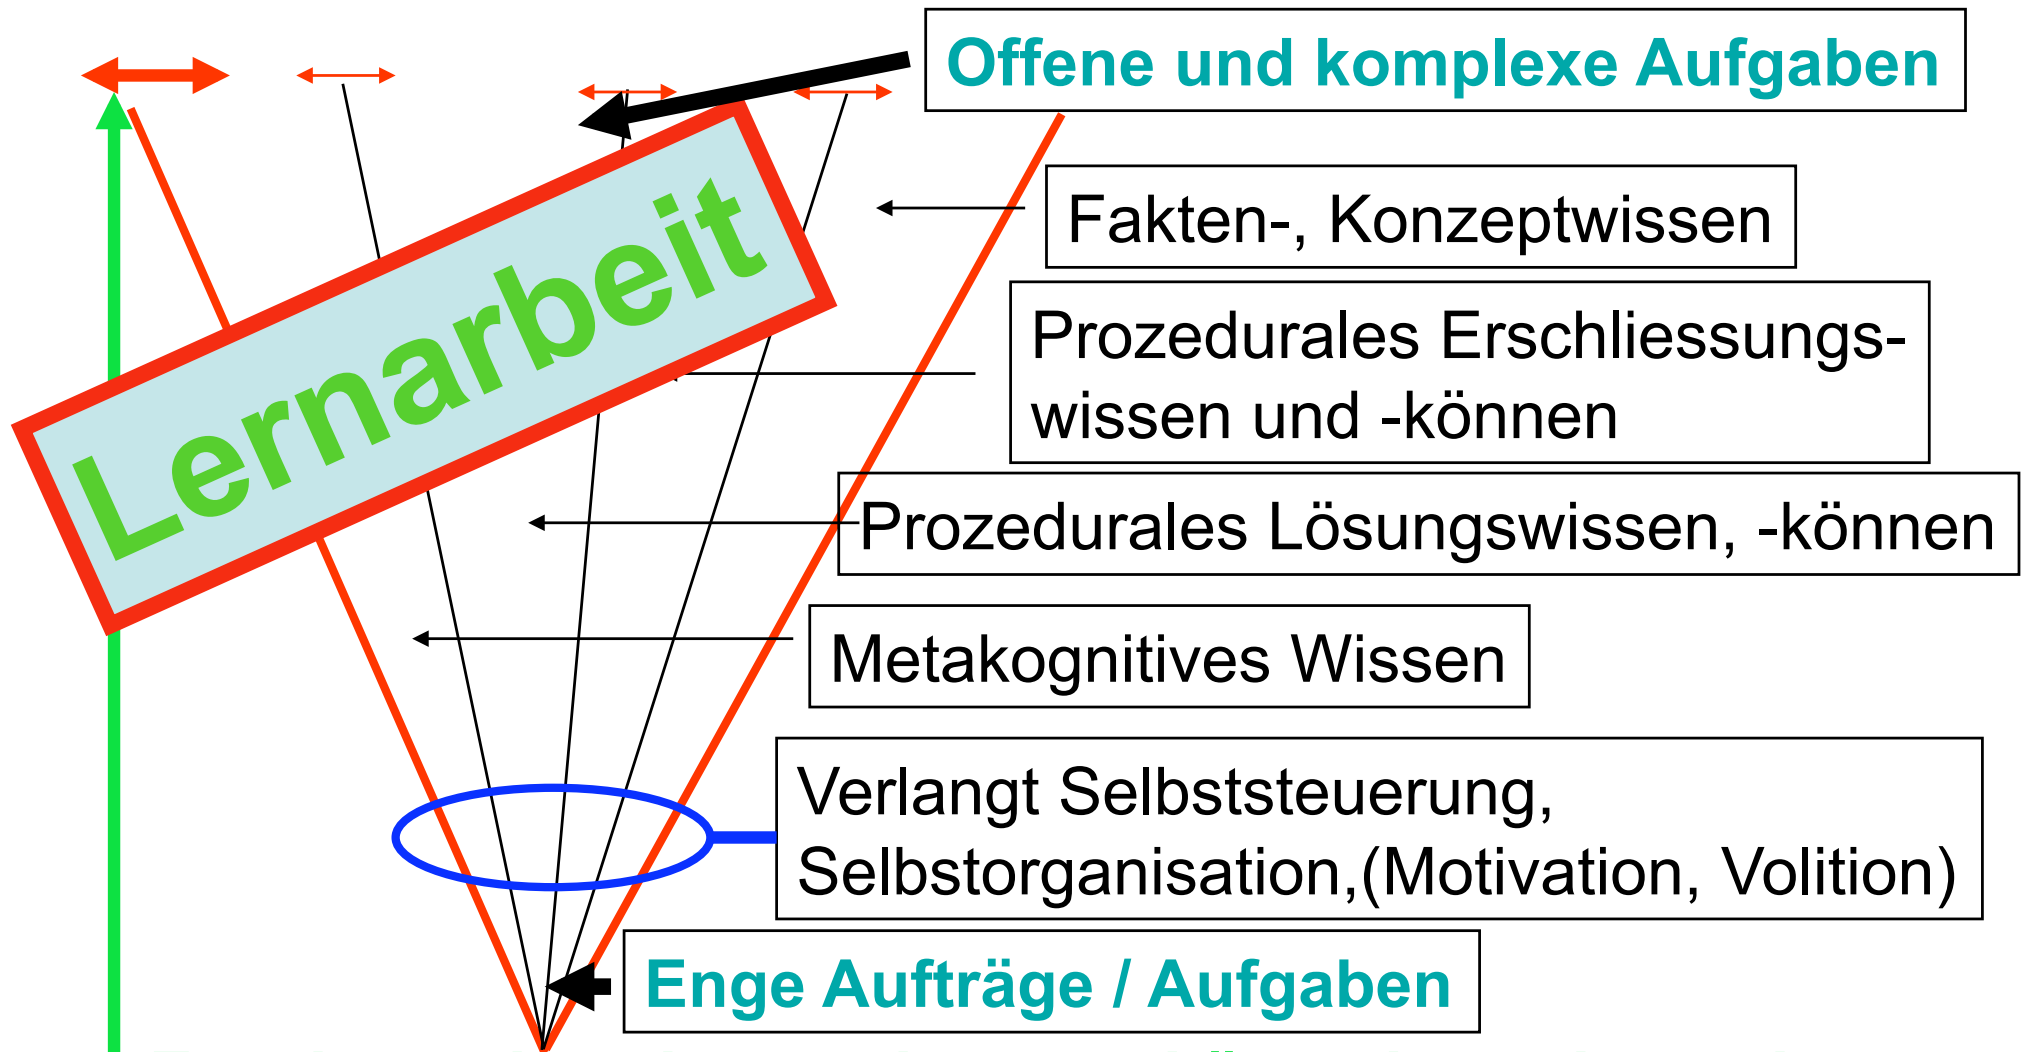 Offene und komplexe Aufgaben
Lernarbeit
Fakten-, Konzeptwissen
Prozedurales Erschliessungs-
wissen und -können
Prozedurales Lösungswissen, -können
Metakognitives Wissen
Verlangt Selbststeuerung,
Selbstorganisation,(Motivation, Volition)
Enge Aufträge / Aufgaben